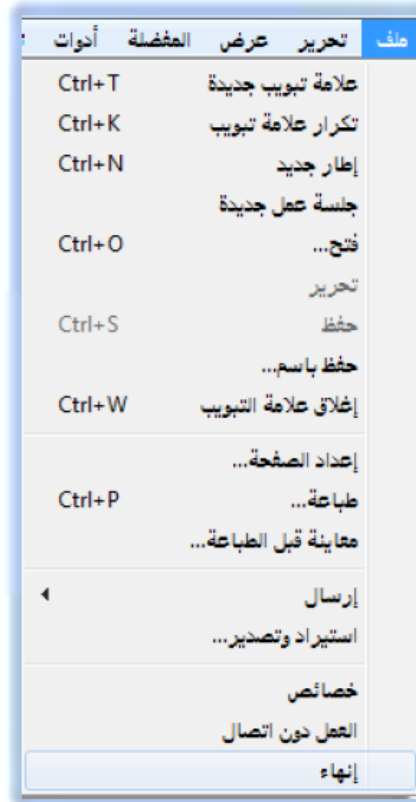 ملف تحرير عرض المفضلة أدوات
علامة تبويب جديدة Ctrl+T
تكرار علامة تبويب Ctrl+K
إطار جديد Ctrl+N
جلسة عمل جديدة
فتح... Ctrl+O
تحرير
حفظ Ctrl+S
حفظ باسم...
إغلاق علامة التبويب Ctrl+W
إعداد الصفحة...
طباعة... Ctrl+P
معاينة قبل الطباعة...
إرسال
استيراد وتصدير...
خصائص
العمل دون اتصال
إنهاء